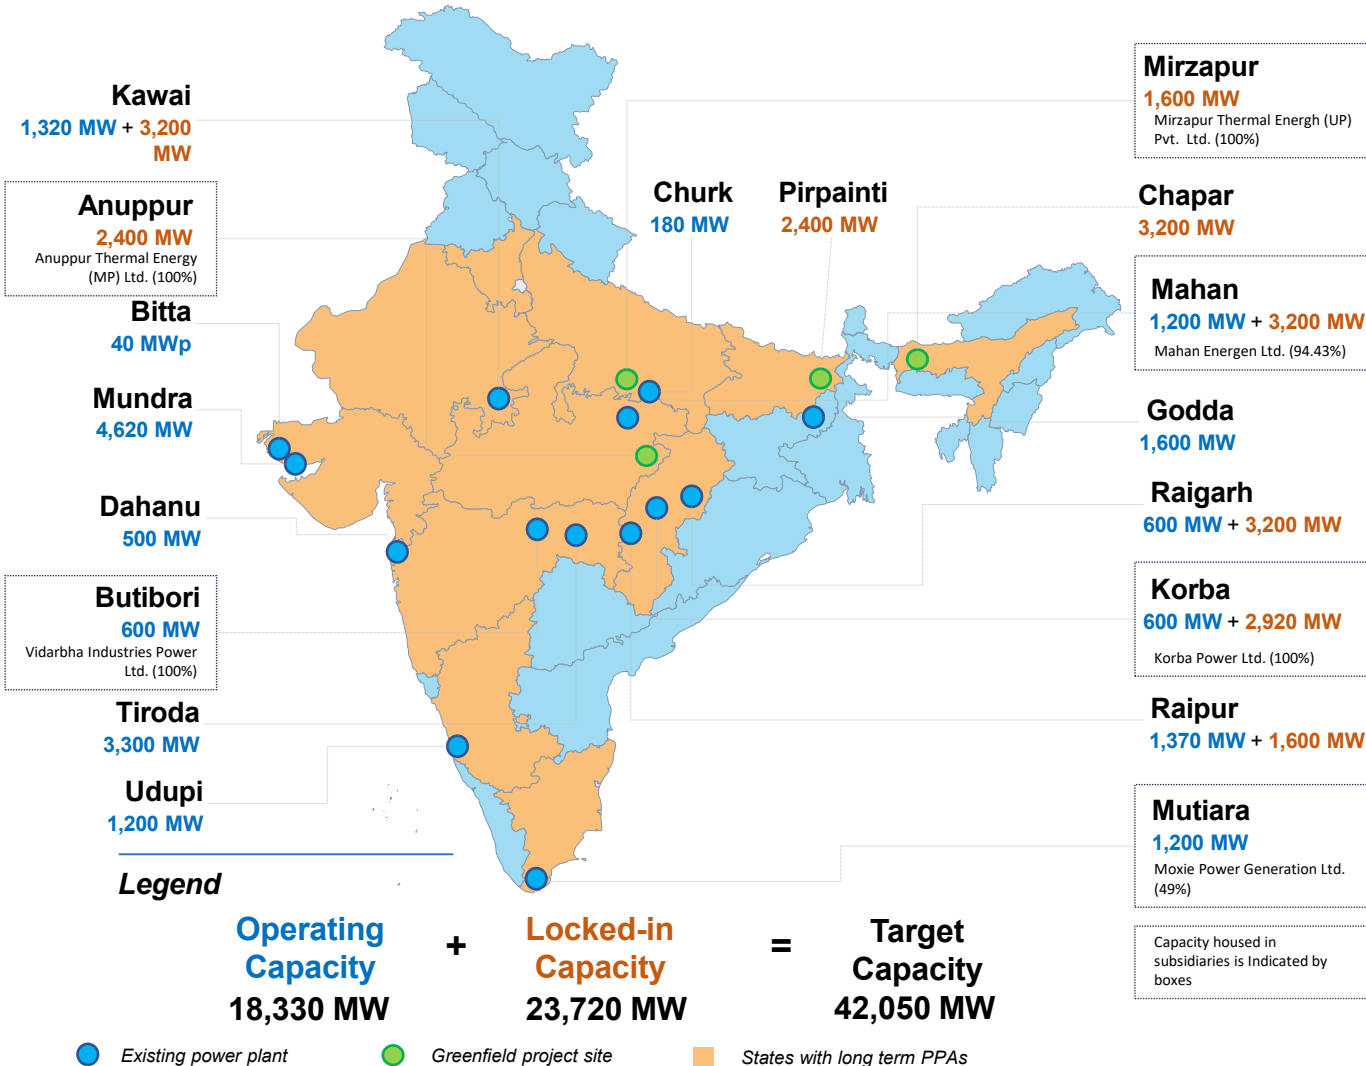 Kawai
1,320 MW + 3,200
MW
Anuppur
2,400 MW
Anuppur Thermal Energy
(MP) Ltd. (100%)
Bitta
40 MWp
Mundra
4,620 MW
Dahanu
500 MW
Butibori
600 MW
Vidarbha Industries Power
Ltd. (100%)
Tiroda
3,300 MW
Udupi
1,200 MW
Churk
180 MW
Pirpainti
2,400 MW
Mirzapur
1,600 MW
Mirzapur Thermal Energh (UP)
Pvt. Ltd. (100%)
Chapar
3,200 MW
Mahan
1,200 MW + 3,200 MW
Mahan Energen Ltd. (94.43%)
Godda
1,600 MW
Raigarh
600 MW + 3,200 MW
Korba
600 MW + 2,920 MW
Korba Power Ltd. (100%)
Raipur
1,370 MW + 1,600 MW
Mutiara
1,200 MW
Moxie Power Generation Ltd.
(49%)
Capacity housed in
subsidiaries is Indicated by
boxes
Legend
Operating
Capacity
18,330 MW
+
Locked-in
Capacity
23,720 MW
=
Target
Capacity
42,050 MW
Existing power plant
Greenfield project site
States with long term PPAs